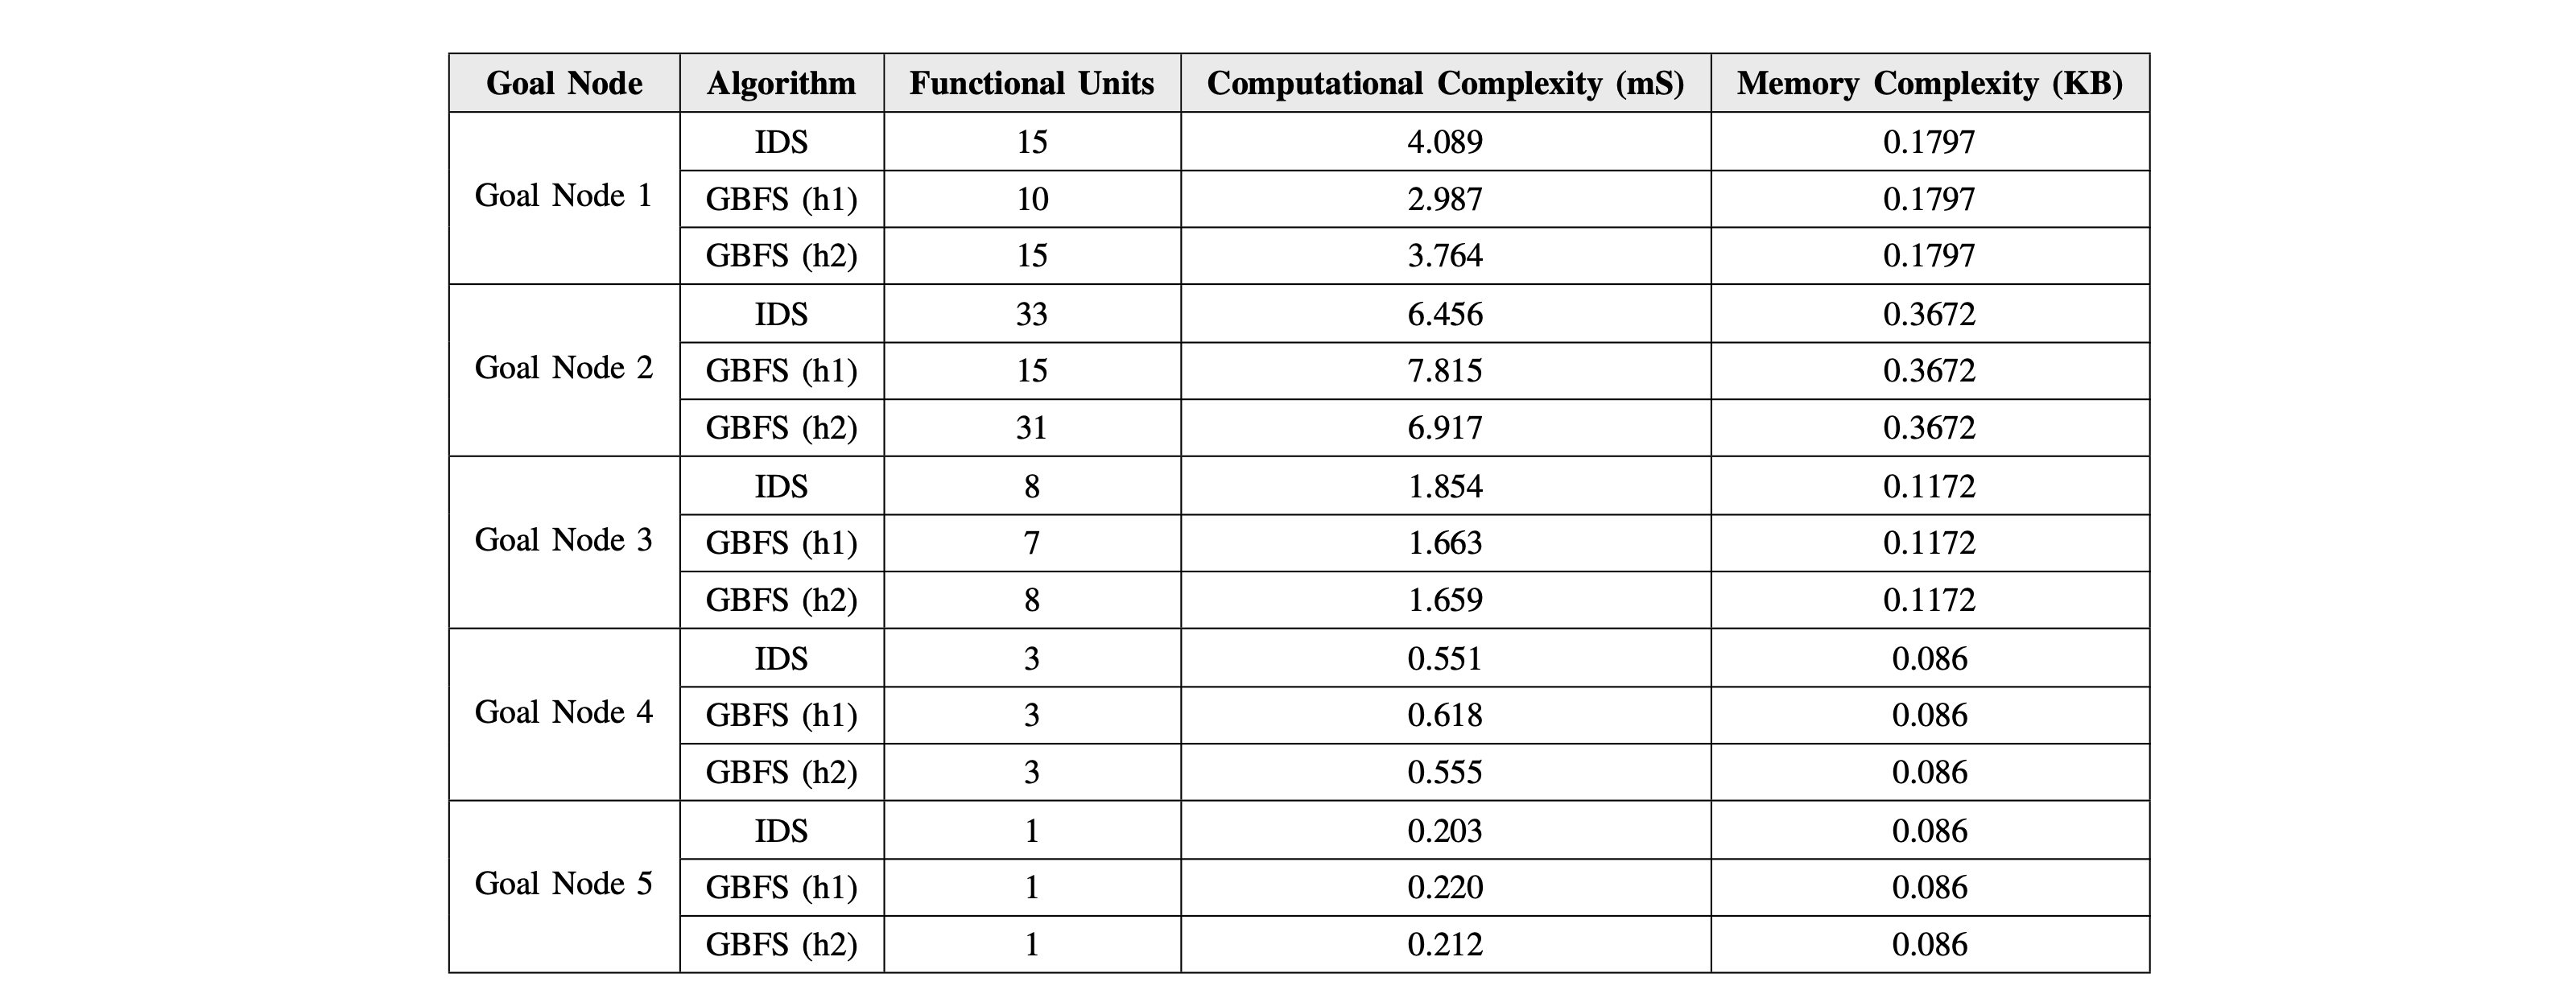 Goal Node Algorithm Functional Units Computational Complexity (mS) Memory Complexity (KB)
IDS 15 4.089 0.1797
Goal Node 1
GBFS (h1) 10 2.987 0.1797
GBFS (h2) 15 3.764 0.1797
IDS 33 6.456 0.3672
Goal Node 2
GBFS (h1) 15 7.815 0.3672
GBFS (h2) 31 6.917 0.3672
IDS 8 1.854 0.1172
Goal Node 3
GBFS (h1) 7 1.663 0.1172
GBFS (h2) 8 1.659 0.1172
IDS 3 0.551 0.086
Goal Node 4
GBFS (h1) 3 0.618 0.086
GBFS (h2) 3 0.555 0.086
IDS 1 0.203 0.086
Goal Node 5
GBFS (h1) 1 0.220 0.086
GBFS (h2) 1 0.212 0.086